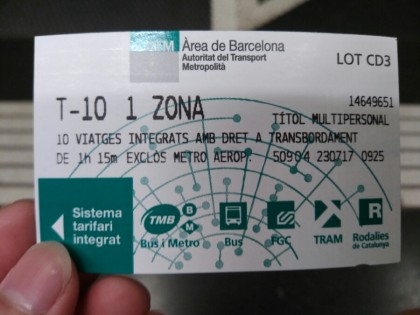 ATM Àrea de Barcelona
Autoritat del Transport
Metropolità
LOT CD3
14649651
T-10 1 ZONA
TÍTOL MULTIPERSONAL
10 VIATGES INTEGRATS AMB DRET A TRANSBORDAMENT
DE 1h 15m EXCLÒS METRO AEROP. 50904 230717 0925
Sistema
tarifari
integrat
TMB B M
Bus i Metro
Bus
FGC
TRAM
R
Rodalies
de Catalunya